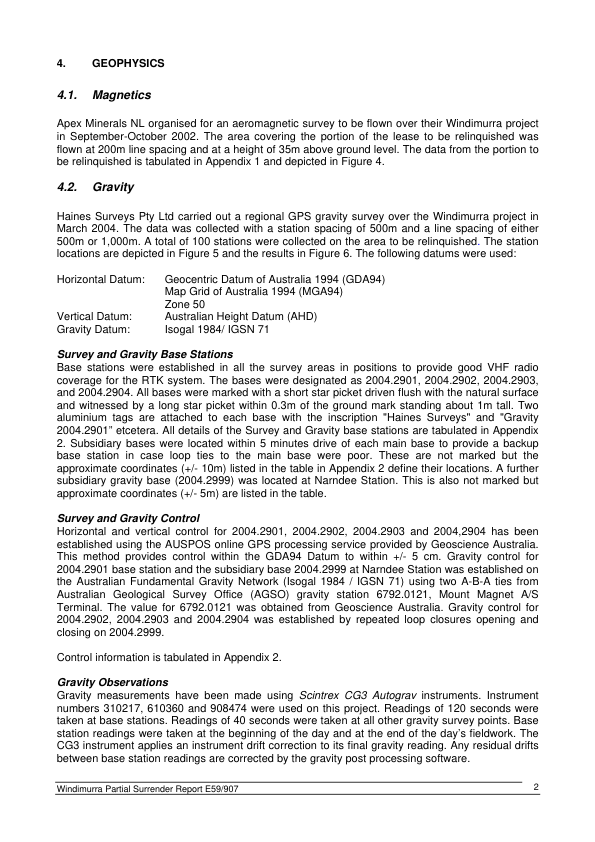 4. GEOPHYSICS
4.1. Magnetics
Apex Minerals NL organised for an aeromagnetic survey to be flown over their Windimurra project
in September-October 2002. The area covering the portion of the lease to be relinquished was
flown at 200m line spacing and at a height of 35m above ground level. The data from the portion to
be relinquished is tabulated in Appendix 1 and depicted in Figure 4.
4.2. Gravity
Haines Surveys Pty Ltd carried out a regional GPS gravity survey over the Windimurra project in
March 2004. The data was collected with a station spacing of 500m and a line spacing of either
500m or 1,000m. A total of 100 stations were collected on the area to be relinquished. The station
locations are depicted in Figure 5 and the results in Figure 6. The following datums were used:
Horizontal Datum: Geocentric Datum of Australia 1994 (GDA94)
Map Grid of Australia 1994 (MGA94)
Zone 50
Vertical Datum: Australian Height Datum (AHD)
Gravity Datum: Isogal 1984/ IGSN 71
Survey and Gravity Base Stations
Base stations were established in all the survey areas in positions to provide good VHF radio
coverage for the RTK system. The bases were designated as 2004.2901, 2004.2902, 2004.2903,
and 2004.2904. All bases were marked with a short star picket driven flush with the natural surface
and witnessed by a long star picket within 0.3m of the ground mark standing about 1m tall. Two
aluminium tags are attached to each base with the inscription "Haines Surveys" and "Gravity
2004.2901" etcetera. All details of the Survey and Gravity base stations are tabulated in Appendix
2. Subsidiary bases were located within 5 minutes drive of each main base to provide a backup
base station in case loop ties to the main base were poor. These are not marked but the
approximate coordinates (+/- 10m) listed in the table in Appendix 2 define their locations. A further
subsidiary gravity base (2004.2999) was located at Narndee Station. This is also not marked but
approximate coordinates (+/- 5m) are listed in the table.
Survey and Gravity Control
Horizontal and vertical control for 2004.2901, 2004.2902, 2004.2903 and 2004,2904 has been
established using the AUSPOS online GPS processing service provided by Geoscience Australia.
This method provides control within the GDA94 Datum to within +/- 5 cm. Gravity control for
2004.2901 base station and the subsidiary base 2004.2999 at Narndee Station was established on
the Australian Fundamental Gravity Network (Isogal 1984 / IGSN 71) using two A-B-A ties from
Australian Geological Survey Office (AGSO) gravity station 6792.0121, Mount Magnet A/S
Terminal. The value for 6792.0121 was obtained from Geoscience Australia. Gravity control for
2004.2902, 2004.2903 and 2004.2904 was established by repeated loop closures opening and
closing on 2004.2999.
Control information is tabulated in Appendix 2.
Gravity Observations
Gravity measurements have been made using Scintrex CG3 Autograv instruments. Instrument
numbers 310217, 610360 and 908474 were used on this project. Readings of 120 seconds were
taken at base stations. Readings of 40 seconds were taken at all other gravity survey points. Base
station readings were taken at the beginning of the day and at the end of the day's fieldwork. The
CG3 instrument applies an instrument drift correction to its final gravity reading. Any residual drifts
between base station readings are corrected by the gravity post processing software.
Windimurra Partial Surrender Report E59/907 2